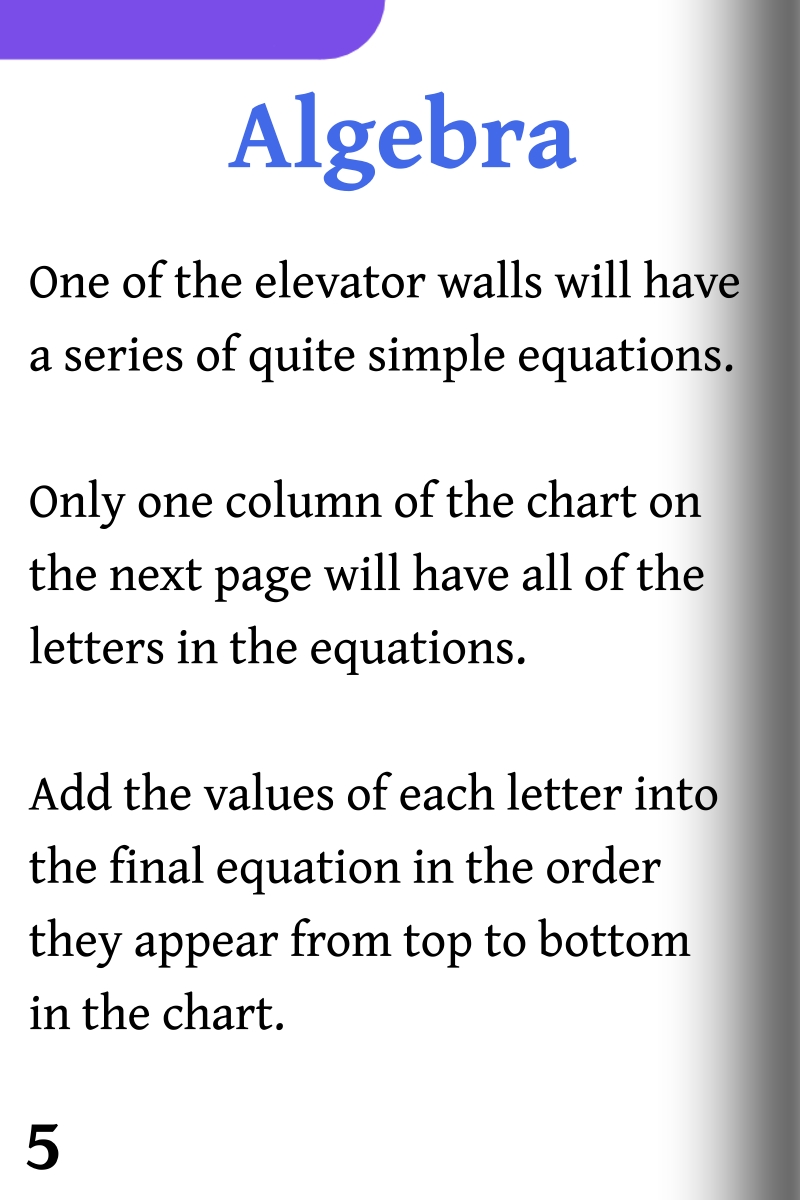 Algebra
One of the elevator walls will have
a series of quite simple equations.
Only one column of the chart on
the next page will have all of the
letters in the equations.
Add the values of each letter into
the final equation in the order
they appear from top to bottom
in the chart.
5